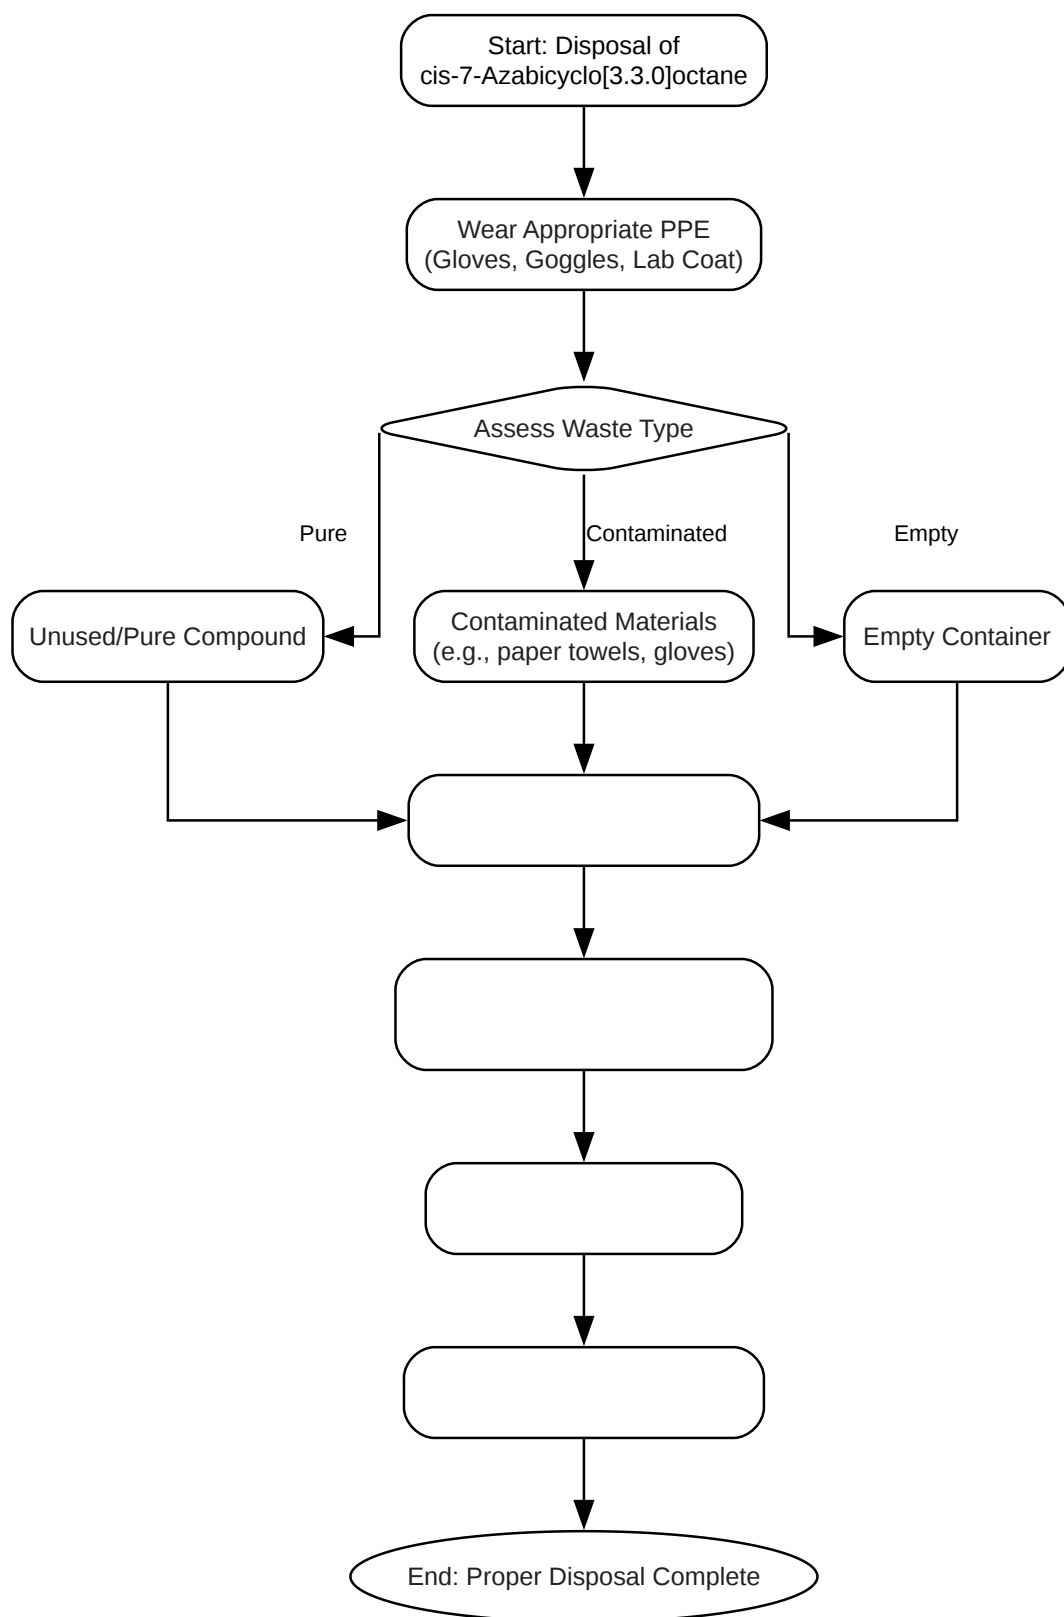 Start: Disposal of
cis-7-Azabicyclo[3.3.0]octane
Wear Appropriate PPE
(Gloves, Goggles, Lab Coat)
Assess Waste Type
Pure
Contaminated
Empty
Unused/Pure Compound
Contaminated Materials
(e.g., paper towels, gloves)
Empty Container
End: Proper Disposal Complete